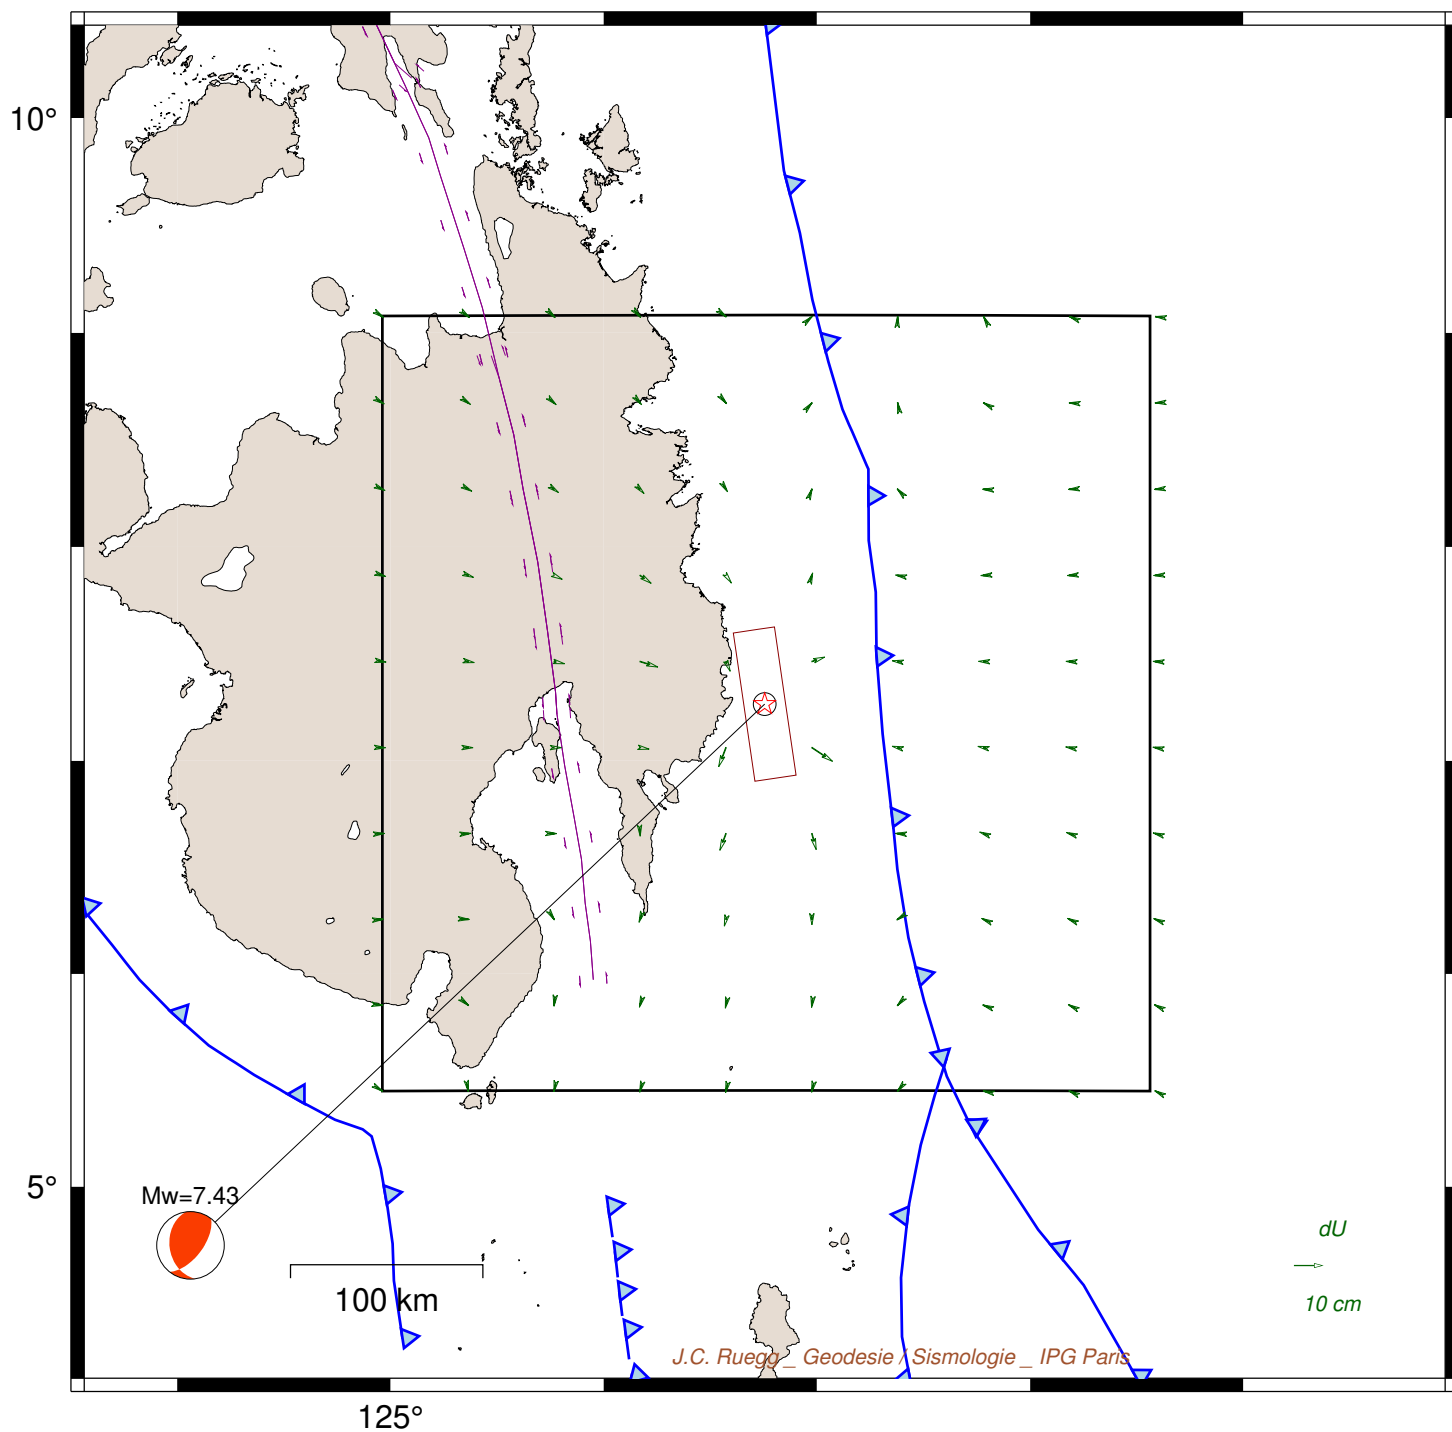 10°
5°
Mw=7.43
100 km
dU
10 cm
J.C. Ruegg _ Geodesie / Sismologie _ IPG Paris
125°